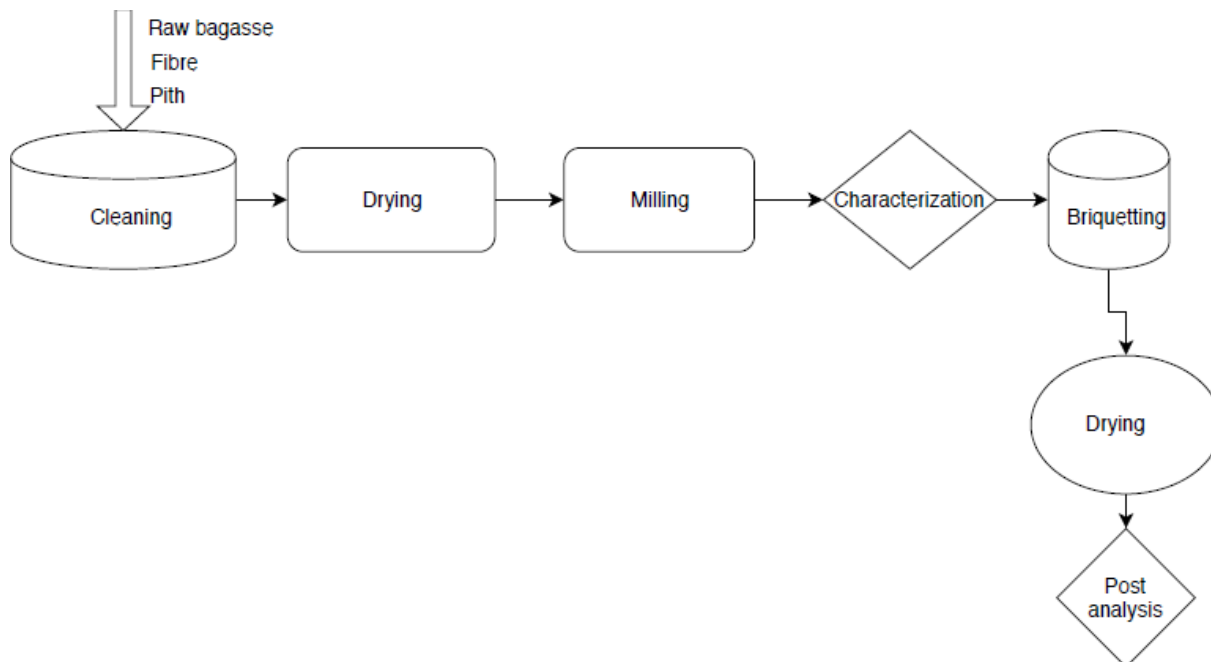 Raw bagasse
Fibre
Pith
Cleaning
Drying
Milling
Characterization
Briquetting
Drying
Post
analysis